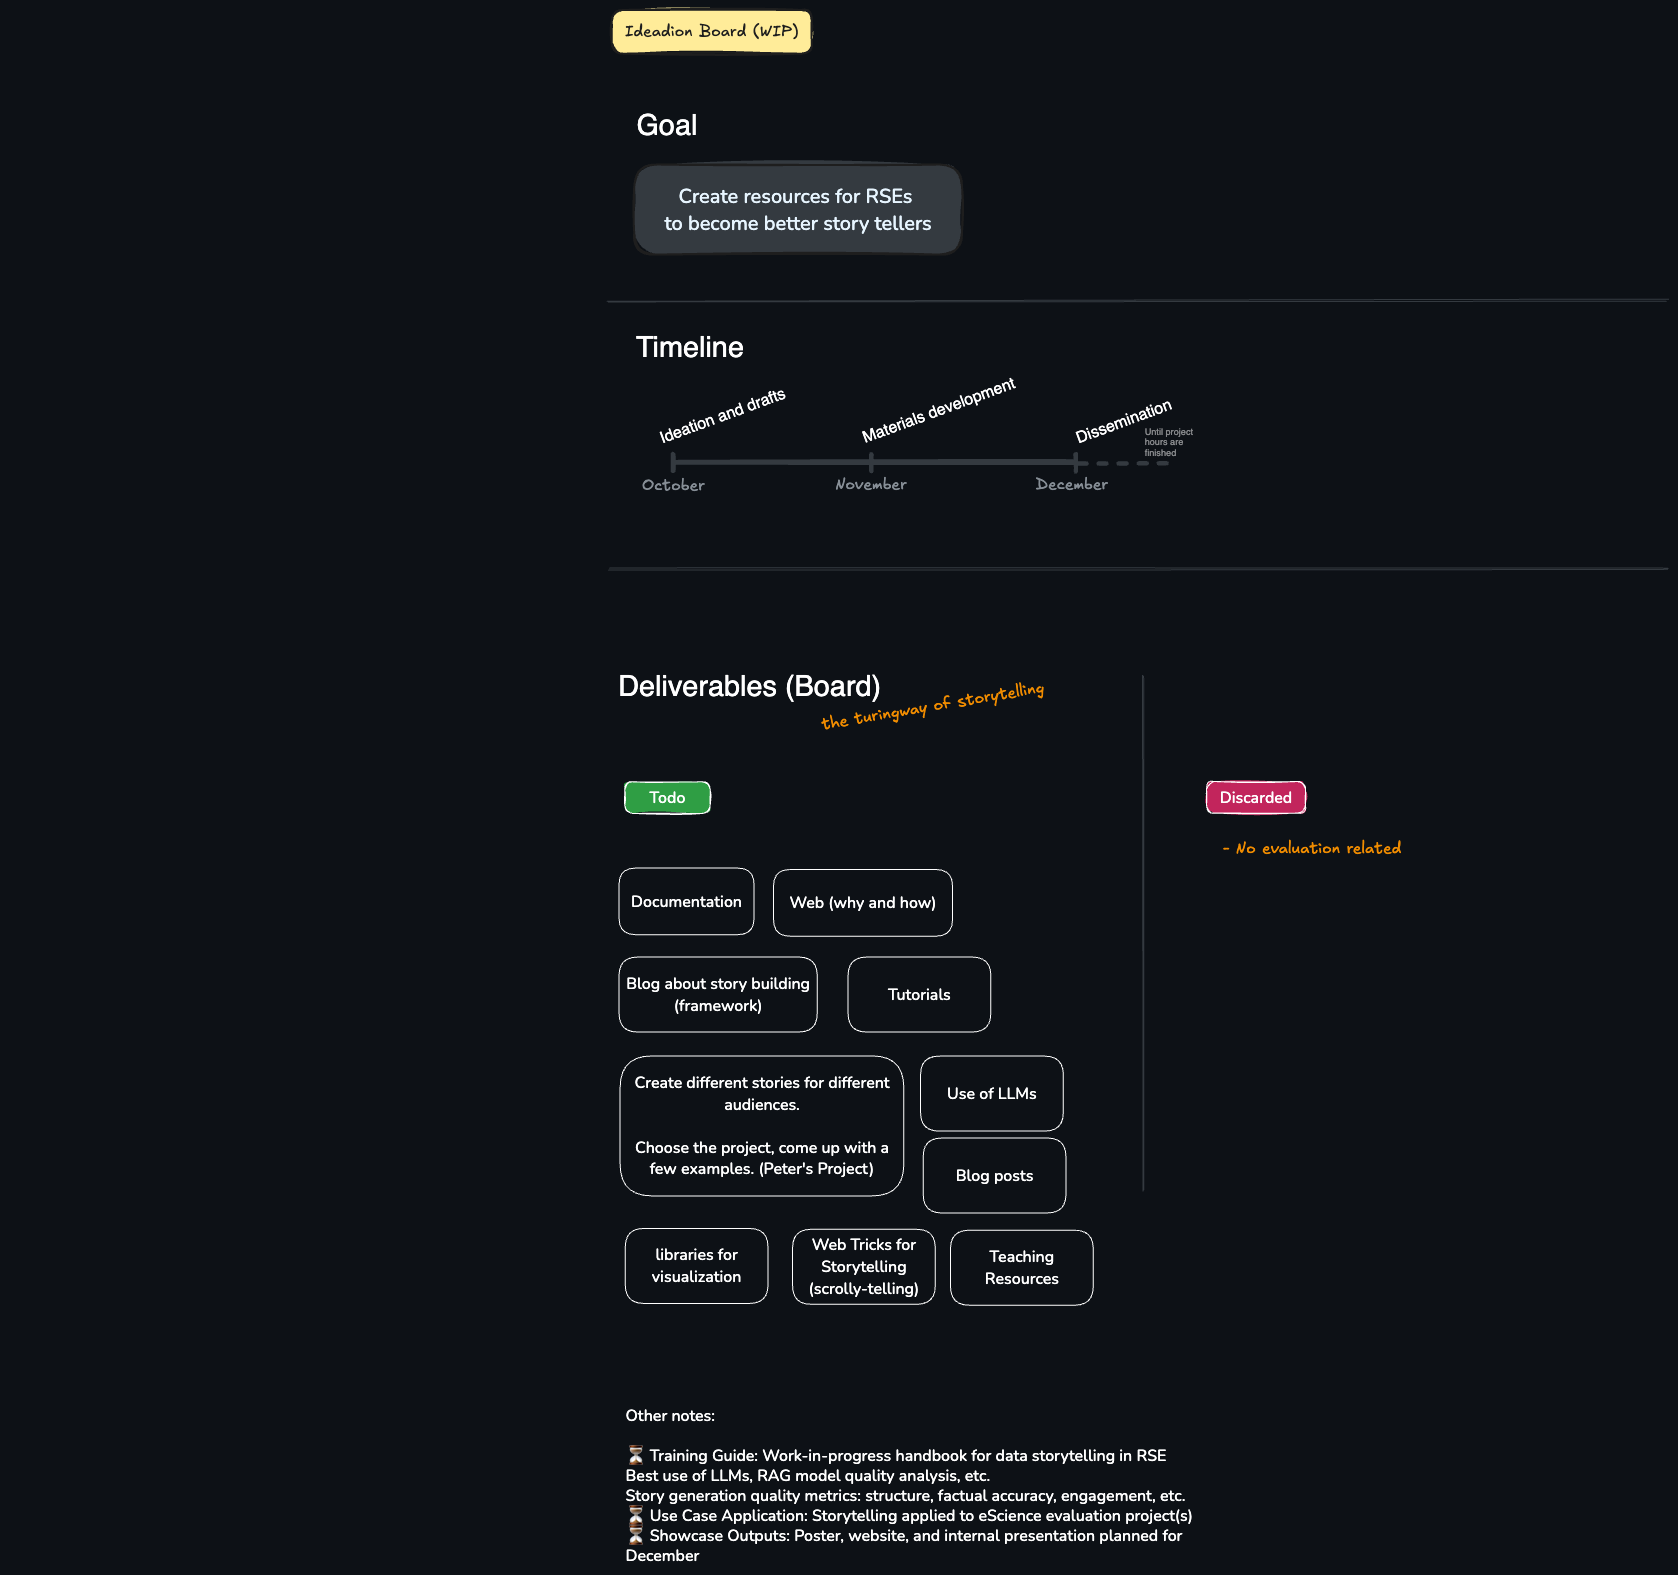 Ideadion Board (WIP)
Goal
Create resources for RSEs
to become better story tellers
Timeline
Ideation and drafts
Materials development
Dissemination
Until project
hours are
finished
October
November
December
Deliverables (Board)
the turingway of storytelling
Todo
Discarded
- No evaluation related
Documentation
Web (why and how)
Blog about story building
(framework)
Tutorials
Create different stories for different
audiences.
Choose the project, come up with a
few examples. (Peter's Project)
Use of LLMs
Blog posts
libraries for
visualization
Web Tricks for
Storytelling
(scrolly-telling)
Teaching
Resources
Other notes:
⏳ Training Guide: Work-in-progress handbook for data storytelling in RSE
Best use of LLMs, RAG model quality analysis, etc.
Story generation quality metrics: structure, factual accuracy, engagement, etc.
⏳ Use Case Application: Storytelling applied to eScience evaluation project(s)
⏳ Showcase Outputs: Poster, website, and internal presentation planned for
December